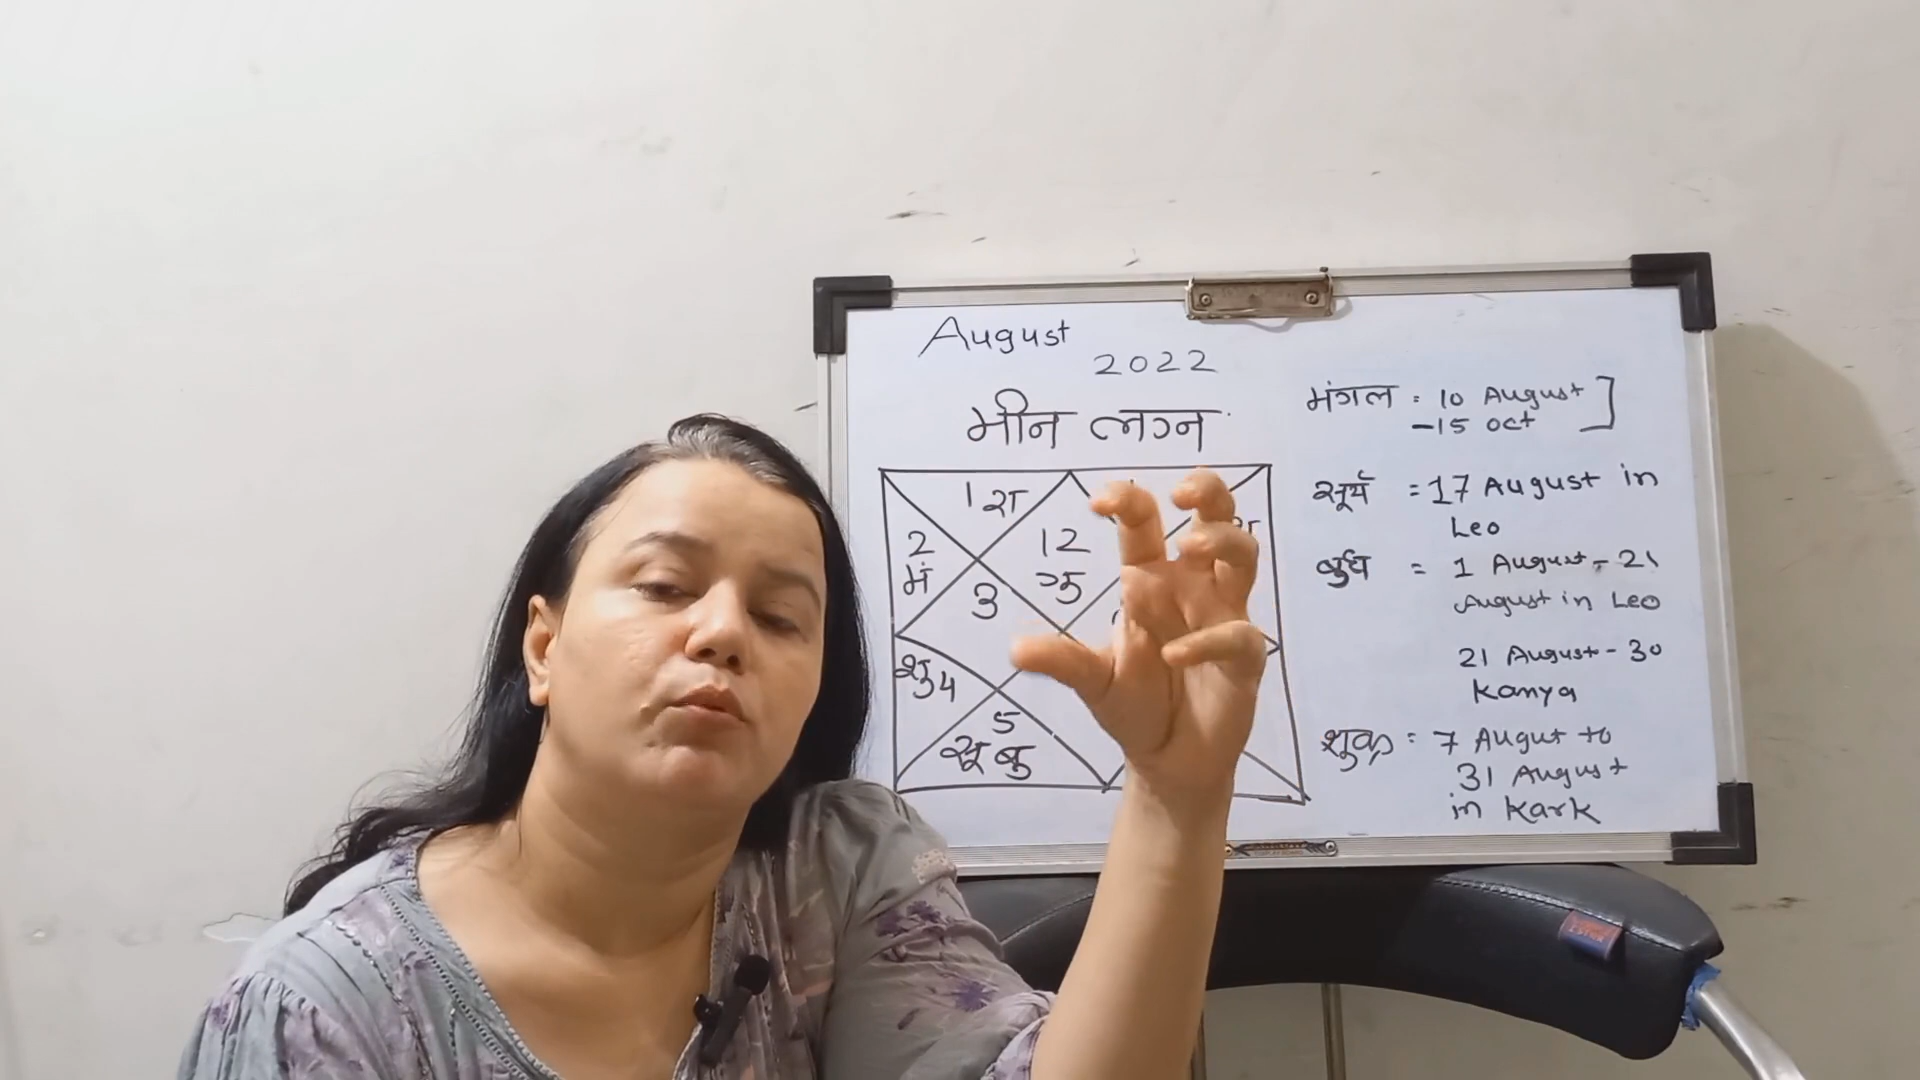 August
2022
मीन लग्न
1 रा
12
गु
2
मं
3
शु 4
5
सू बु
मंगल : 10 August
-15 oct
सूर्य = 17 August in
Leo
बुध = 1 August - 21
August in Leo
21 August - 30
Kanya
शुक्र : 7 Augut to
31 August
in Kark